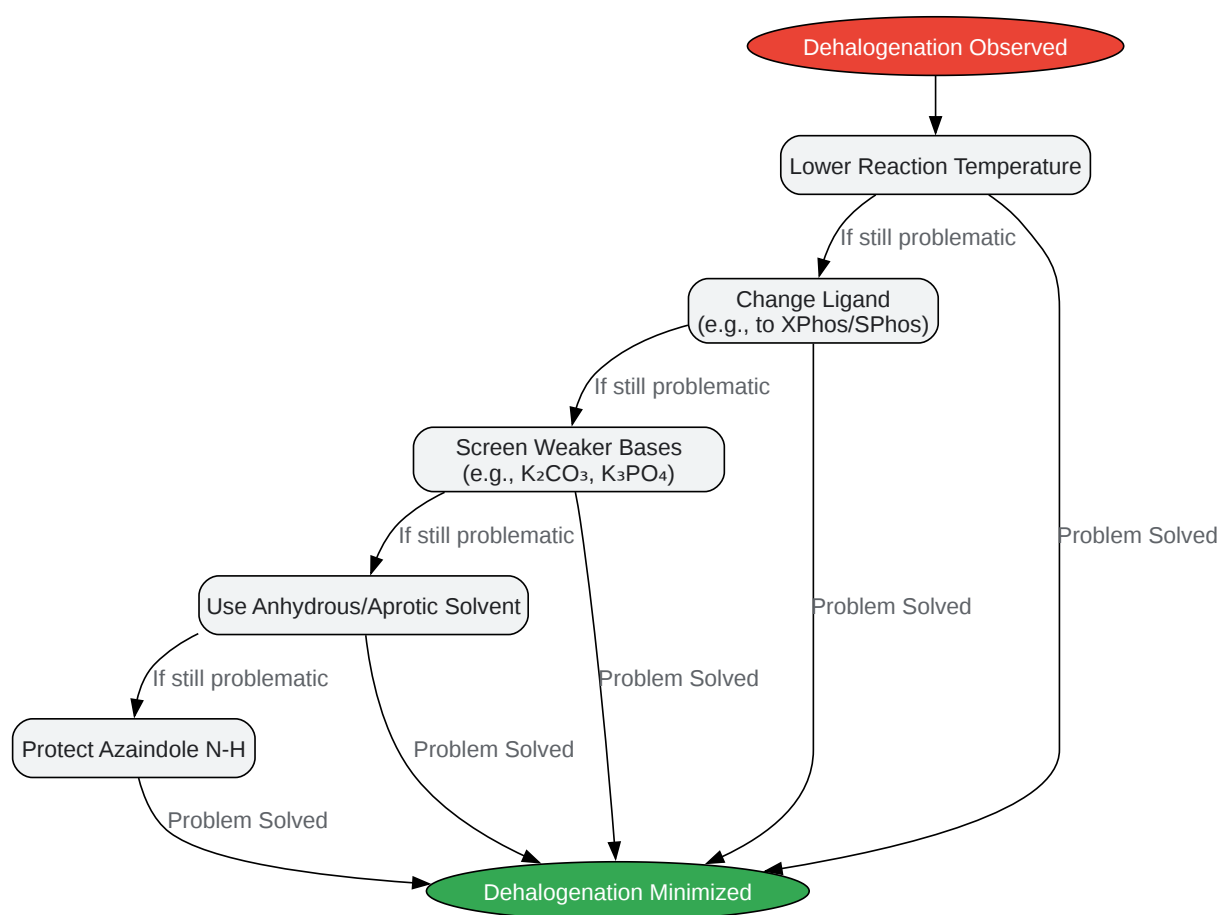 Dehalogenation Observed
Lower Reaction Temperature
If still problematic
Change Ligand
(e.g., to XPhos/SPhos)
If still problematic
Screen Weaker Bases
(e.g., K₂CO₃, K₃PO₄)
If still problematic
Problem Solved
Use Anhydrous/Aprotic Solvent
Problem Solved
If still problematic
Problem Solved
Protect Azaindole N-H
Problem Solved
Problem Solved
Dehalogenation Minimized